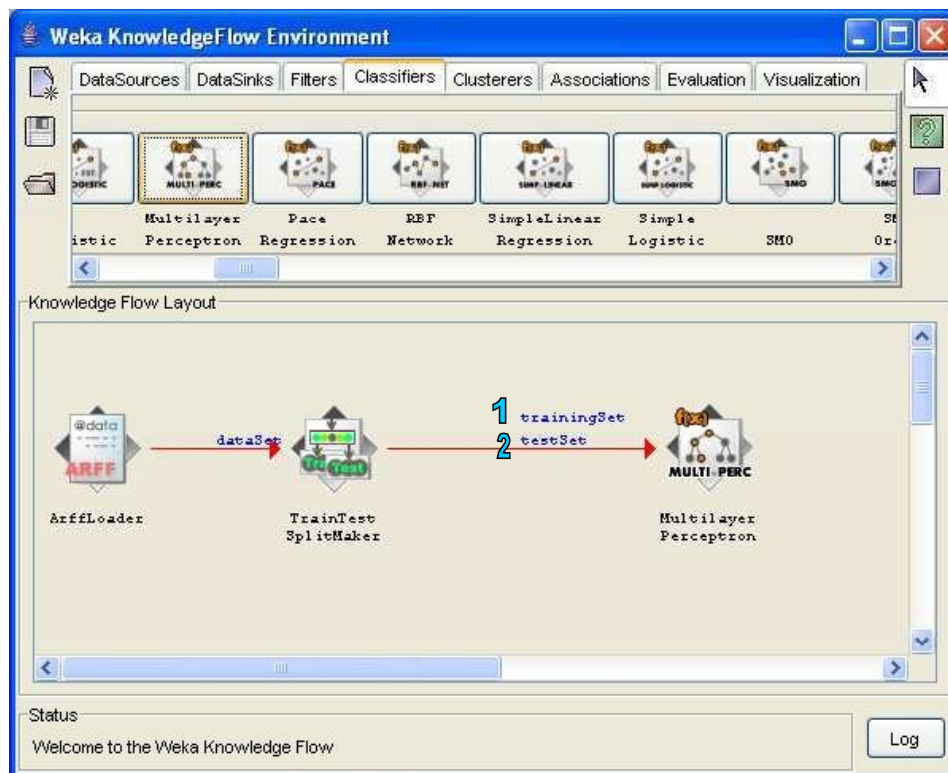 Weka KnowledgeFlow Environment
DataSources DataSinks Filters Classifiers Clusterers Associations Evaluation Visualization
MULTI-PERC PACE RBF-NET SIMP-LINEAR SIMP LOGISTIC SMO SMO
istic
Multilayer Perceptron
Pace Regression
RBF Network
SimpleLinear Regression
Simple Logistic
SMO
Knowledge Flow Layout
@data
ARFF
ArffLoader
dataSet
TrainTest
SplitMaker
1 trainingSet
2 testSet
f(x)
MULTI-PERC
Multilayer
Perceptron
Status
Welcome to the Weka Knowledge Flow
Log